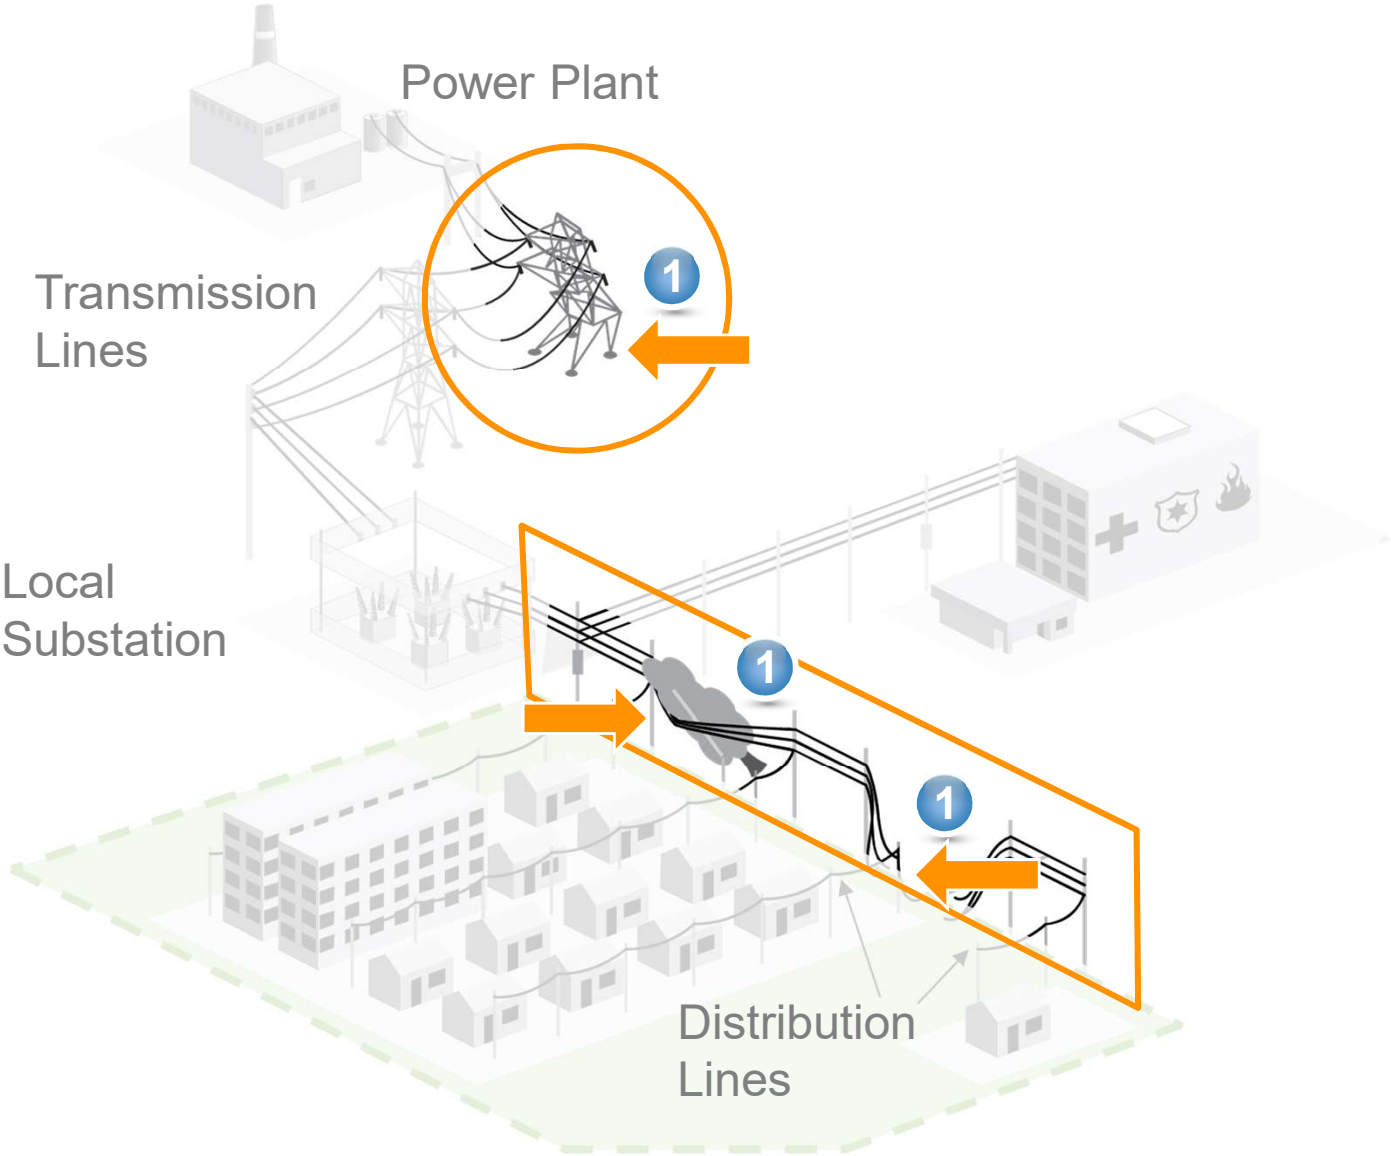 Power Plant
1
Transmission
Lines
Local
Substation
1
1
Distribution
Lines